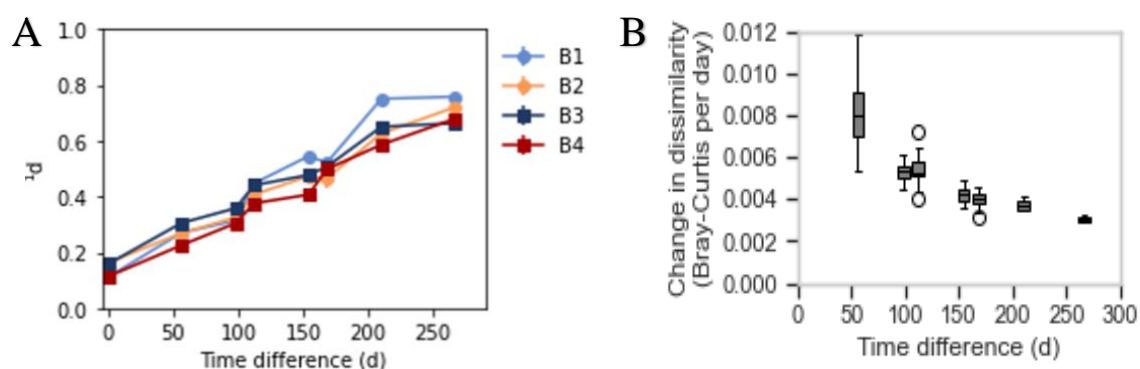 A
1.0
0.8
0.6
0.4
0.2
0.0
¹d
0
50
100
150
200
250
Time difference (d)
B1
B2
B3
B4
B
0.012
0.010
0.008
0.006
0.004
0.002
0.000
Change in dissimilarity
(Bray-Curtis per day)
0
50
100
150
200
250
300
Time difference (d)